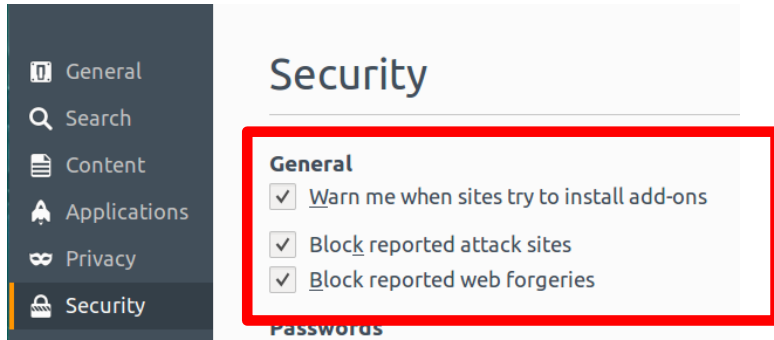 General
Search
Content
Applications
Privacy
Security
Security
General
Warn me when sites try to install add-ons
Block reported attack sites
Block reported web forgeries
Passwords